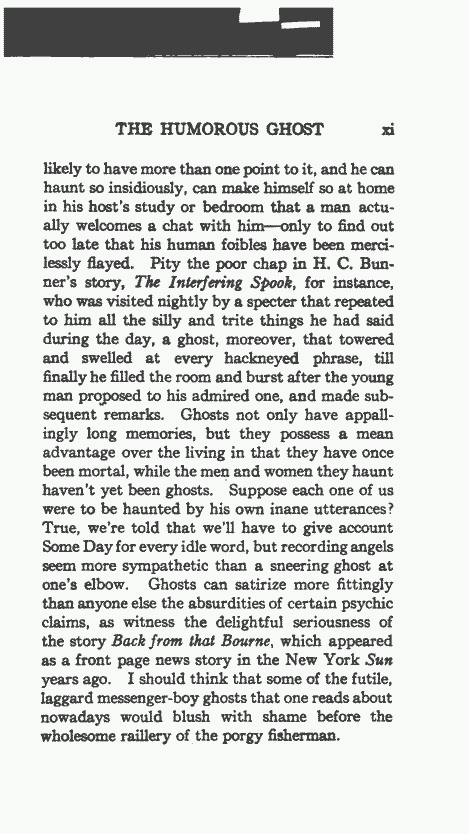 THE HUMOROUS GHOST xi
likely to have more than one point to it, and he can
haunt so insidiously, can make himself so at home
in his host's study or bedroom that a man actu-
ally welcomes a chat with him—only to find out
too late that his human foibles have been merci-
lessly flayed. Pity the poor chap in H. C. Bun-
ner's story, The Interfering Spook, for instance,
who was visited nightly by a specter that repeated
to him all the silly and trite things he had said
during the day, a ghost, moreover, that towered
and swelled at every hackneyed phrase, till
finally he filled the room and burst after the young
man proposed to his admired one, and made sub-
sequent remarks. Ghosts not only have appall-
ingly long memories, but they possess a mean
advantage over the living in that they have once
been mortal, while the men and women they haunt
haven't yet been ghosts. Suppose each one of us
were to be haunted by his own inane utterances?
True, we're told that we'll have to give account
Some Day for every idle word, but recording angels
seem more sympathetic than a sneering ghost at
one's elbow. Ghosts can satirize more fittingly
than anyone else the absurdities of certain psychic
claims, as witness the delightful seriousness of
the story Back from that Bourne, which appeared
as a front page news story in the New York Sun
years ago. I should think that some of the futile,
laggard messenger-boy ghosts that one reads about
nowadays would blush with shame before the
wholesome raillery of the porgy fisherman.